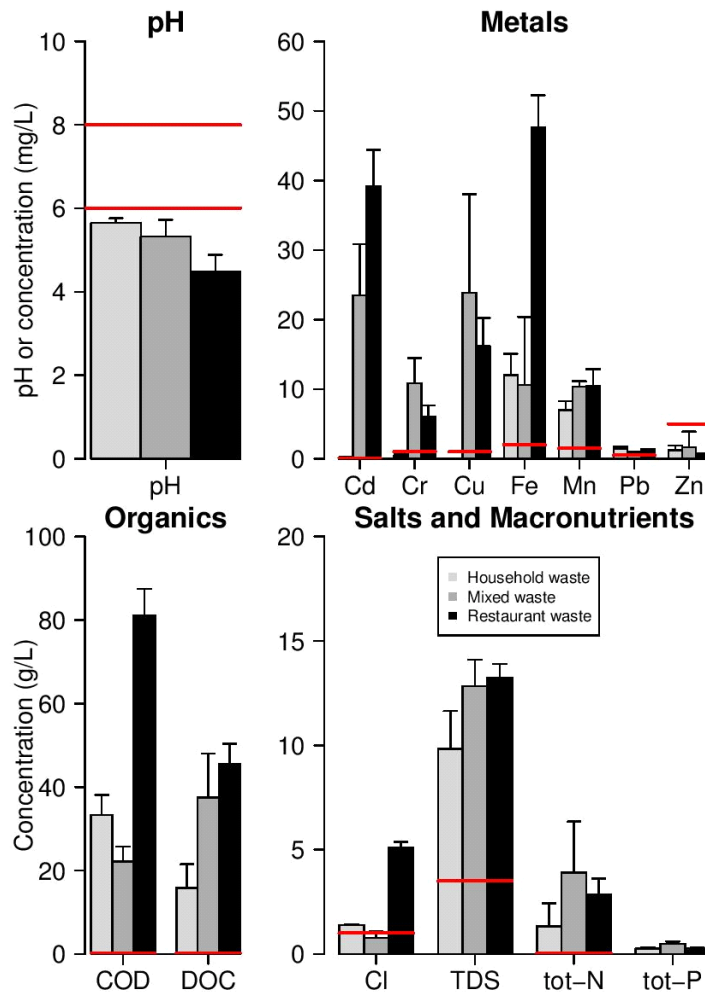 pH
pH or concentration (mg/L)
10
8
6
4
2
0
pH
Metals
60
50
40
30
20
10
0
Cd Cr Cu Fe Mn Pb Zn
Organics
Concentration (g/L)
100
80
60
40
20
0
COD DOC
Salts and Macronutrients
20
15
10
5
0
Household waste
Mixed waste
Restaurant waste
Cl TDS tot−N tot−P